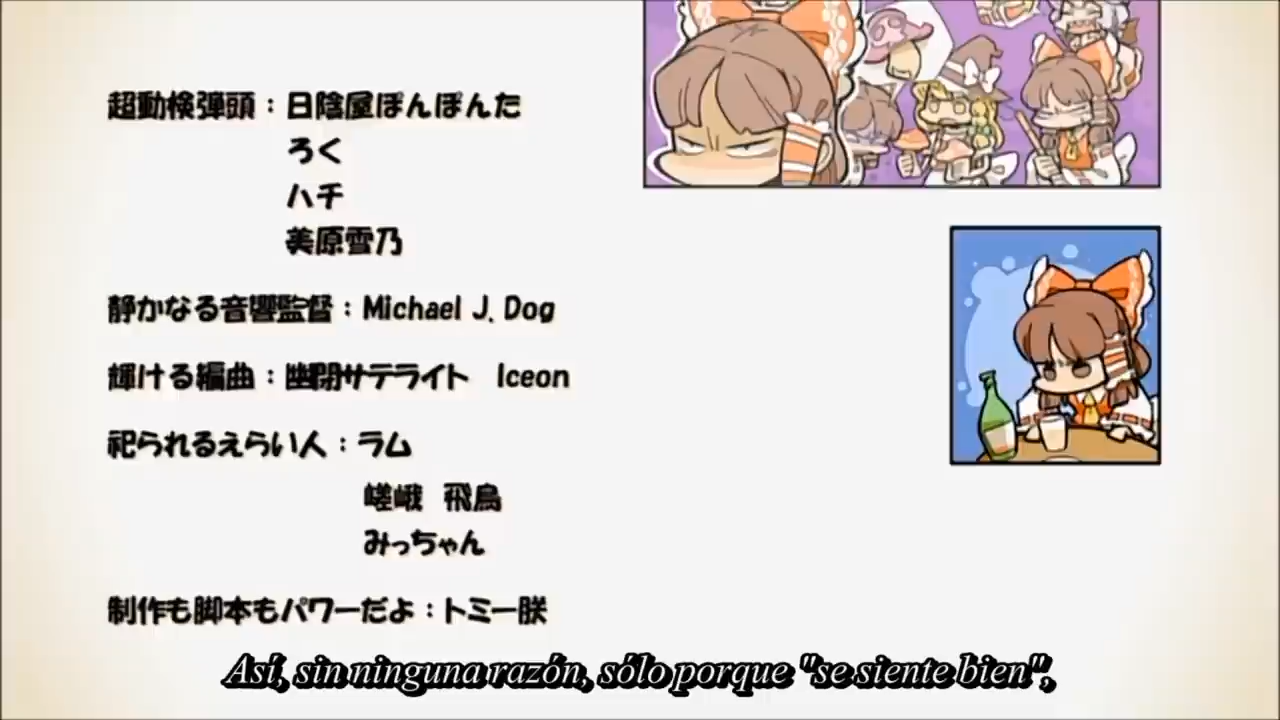 超動検弾頭：日陰屋ぽんぽんた
ろく
ハチ
美原雪乃
静かなる音響監督：Michael J. Dog
輝ける編曲：幽閉サテライト　Iceon
祀られるえらい人：ラム
嵯峨　飛鳥
みっちゃん
制作も脚本もパワーだよ：トミー朕
Así, sin ninguna razón, sólo porque "se siente bien",